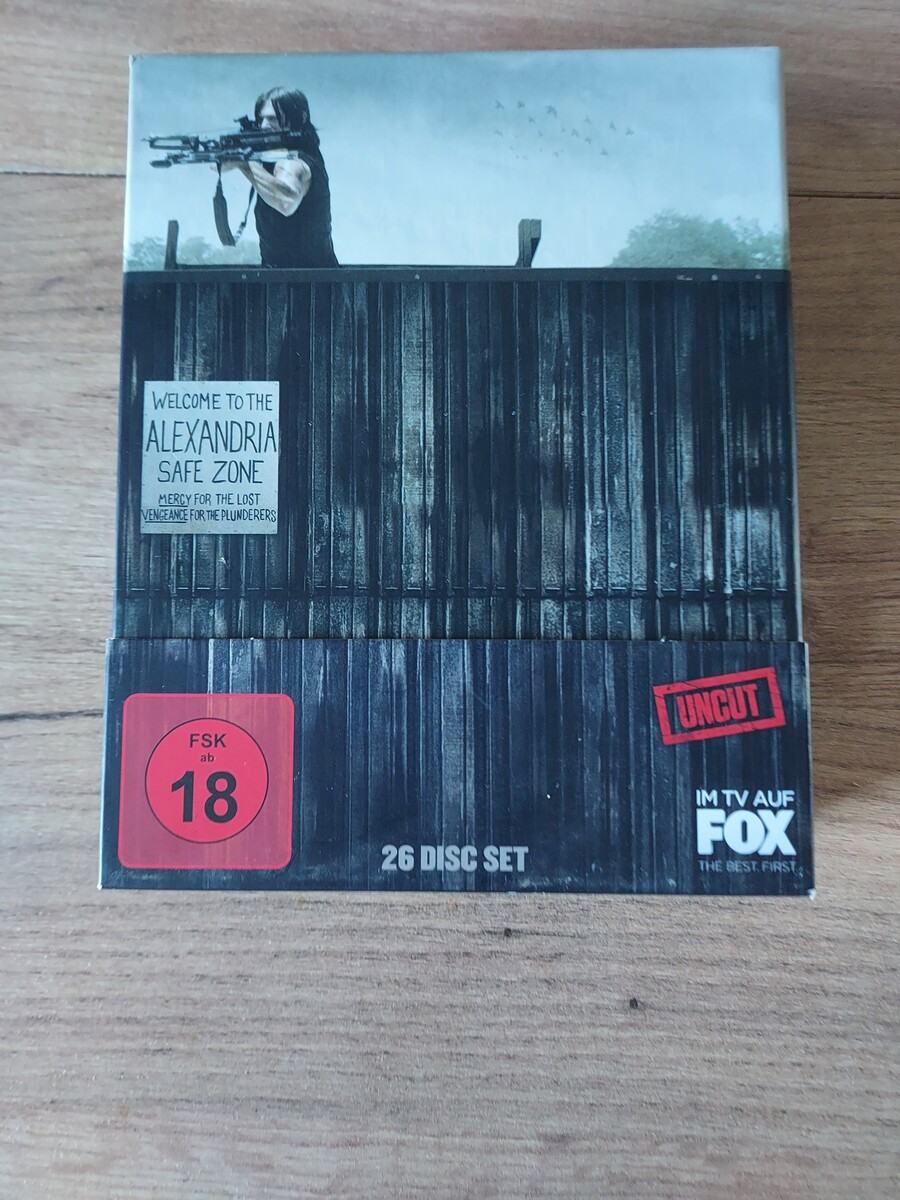 WELCOME TO THE
ALEXANDRIA
SAFE ZONE
MERCY FOR THE LOST
VENGEANCE FOR THE PLUNDERERS
UNCUT
FSK
ab
18
IM TV AUF
FOX
THE BEST. FIRST.
26 DISC SET